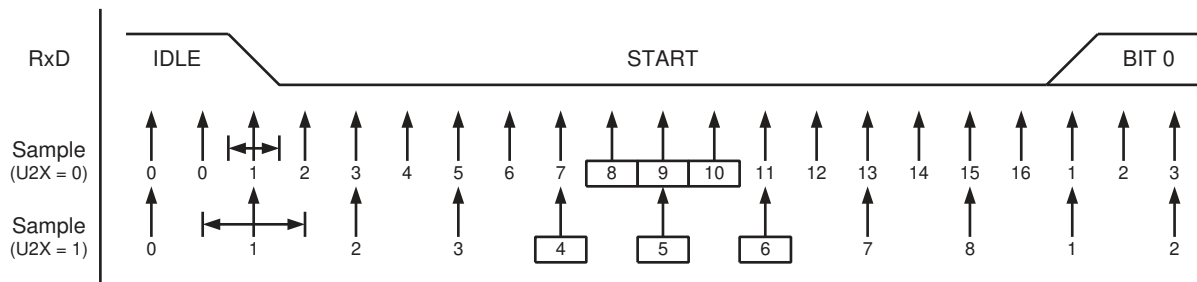 RxD IDLE START BIT 0
Sample
(U2X = 0)
0 0 1 2 3 4 5 6 7 8 9 10 11 12 13 14 15 16 1 2 3
Sample
(U2X = 1)
0 1 2 3 4 5 6 7 8 1 2